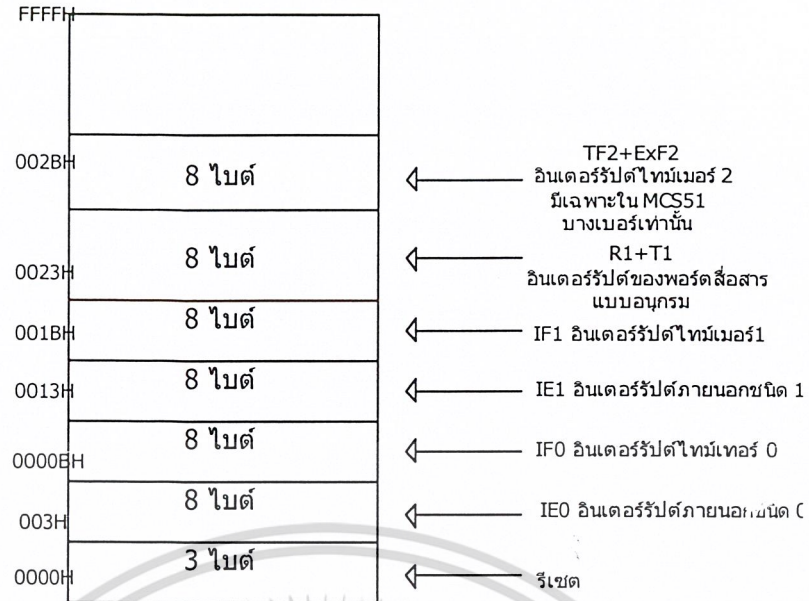 FFFFH
002BH
8 ไบต์
TF2+ExF2
อินเตอร์รัปต์ไทม์เมอร์ 2
มีเฉพาะใน MCS51
บางเบอร์เท่านั้น
0023H
8 ไบต์
R1+T1
อินเตอร์รัปต์ของพอร์ตสื่อสาร
แบบอนุกรม
001BH
8 ไบต์
IF1 อินเตอร์รัปต์ไทม์เมอร์1
0013H
8 ไบต์
IE1 อินเตอร์รัปต์ภายนอกชนิด 1
0000BH
8 ไบต์
IF0 อินเตอร์รัปต์ไทม์เทอร์ 0
003H
8 ไบต์
IE0 อินเตอร์รัปต์ภายนอกชนิด 0
0000H
3 ไบต์
รีเซต